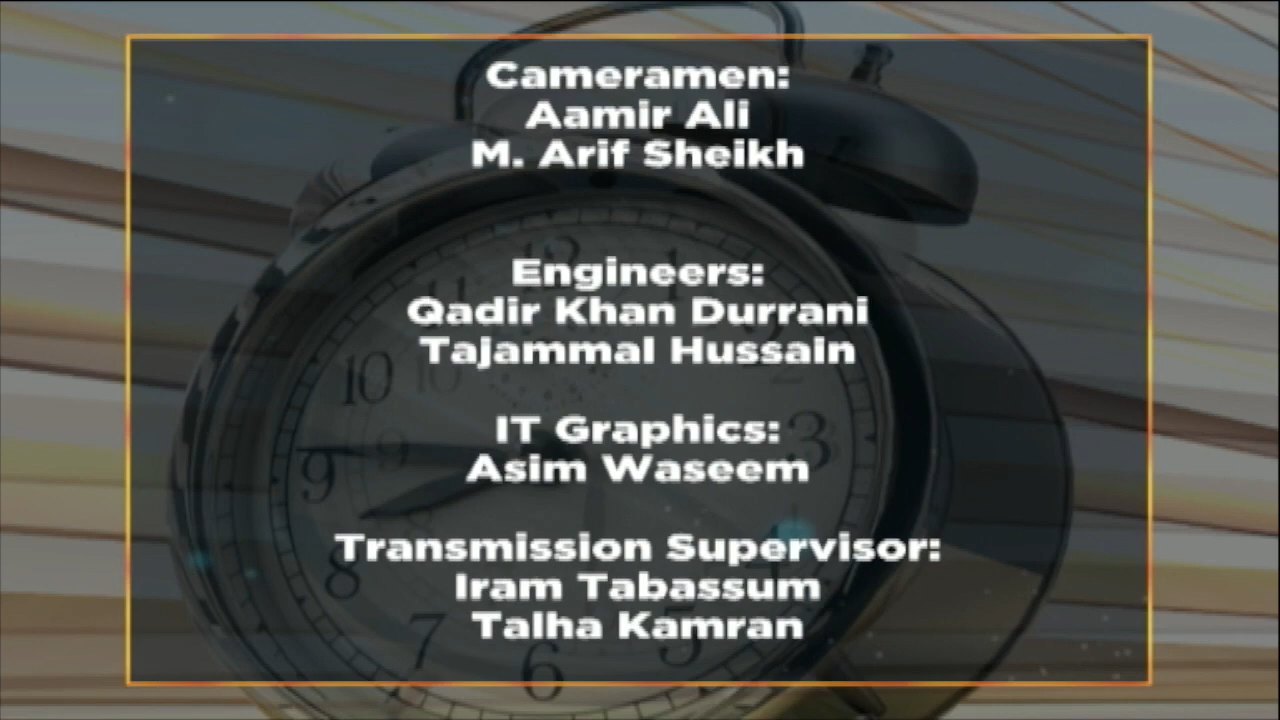 Cameramen:
Aamir Ali
M. Arif Sheikh
Engineers:
Qadir Khan Durrani
Tajammal Hussain
IT Graphics:
Asim Waseem
Transmission Supervisor:
Iram Tabassum
Talha Kamran